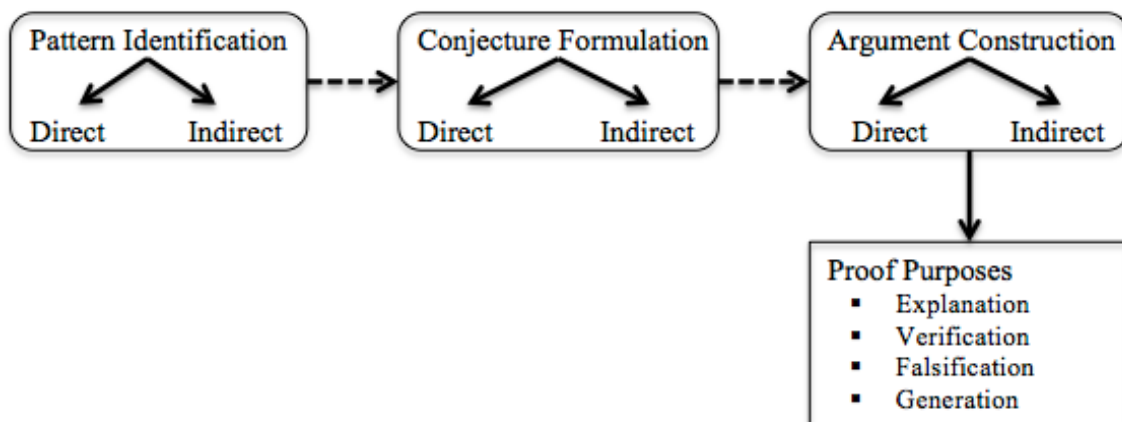 Pattern Identification
Direct Indirect
Conjecture Formulation
Direct Indirect
Argument Construction
Direct Indirect
Proof Purposes
▪ Explanation
▪ Verification
▪ Falsification
▪ Generation